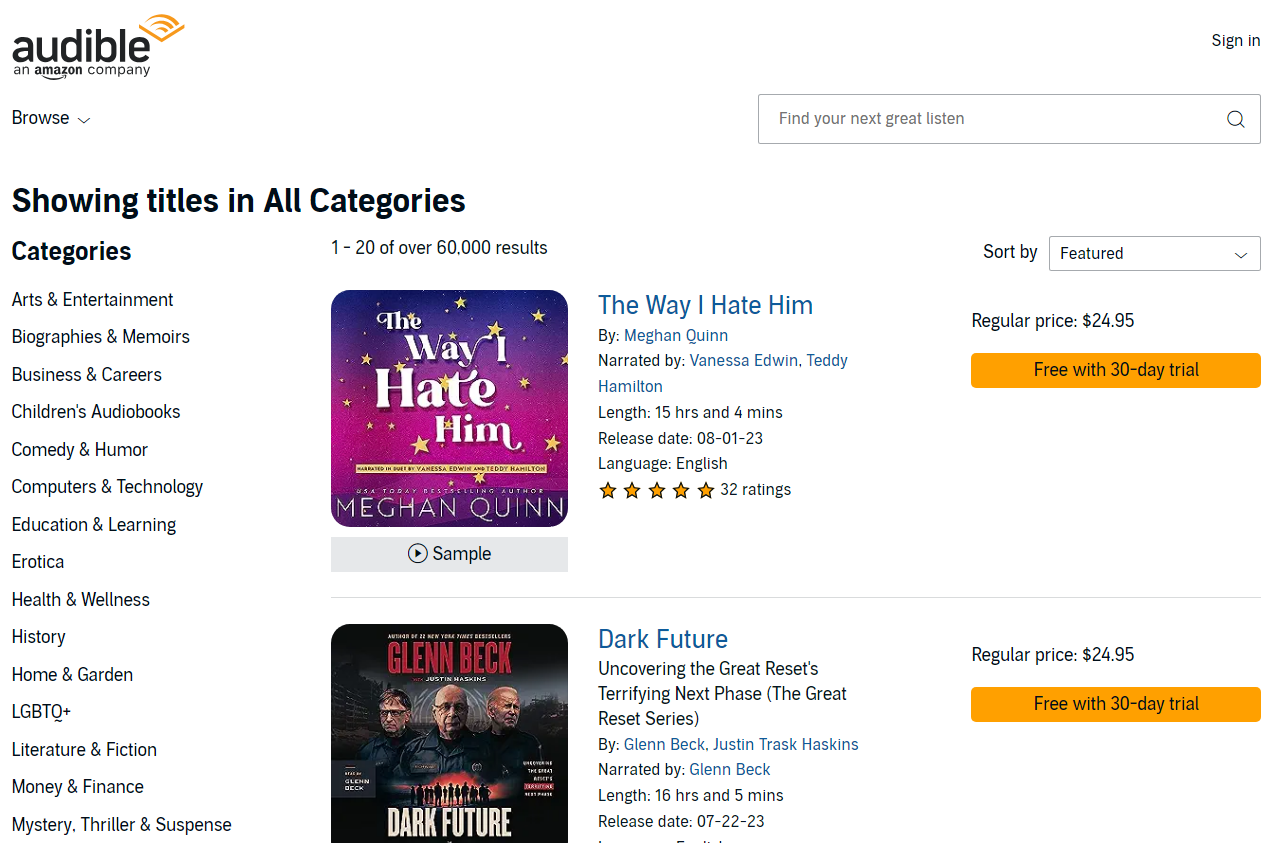 audible
an amazon company
Sign in
Browse
Find your next great listen
Showing titles in All Categories
Categories
Arts & Entertainment
Biographies & Memoirs
Business & Careers
Children's Audiobooks
Comedy & Humor
Computers & Technology
Education & Learning
Erotica
Health & Wellness
History
Home & Garden
LGBTQ+
Literature & Fiction
Money & Finance
Mystery, Thriller & Suspense
1 - 20 of over 60,000 results
Sort by
Featured
The
Way I
Hate
Him
NARRATED IN DUET BY VANESSA EDWIN AND TEDDY HAMILTON
USA TODAY BESTSELLING AUTHOR
MEGHAN QUINN
Sample
The Way I Hate Him
By: Meghan Quinn
Narrated by: Vanessa Edwin, Teddy
Hamilton
Length: 15 hrs and 4 mins
Release date: 08-01-23
Language: English
32 ratings
Regular price: $24.95
Free with 30-day trial
AUTHOR OF 22 NEW YORK TIMES BESTSELLERS
GLENN BECK
WITH JUSTIN HASKINS
READ BY
GLENN
BECK
UNCOVERING
THE GREAT
RESET'S
TERRIFYING
NEXT PHASE
DARK FUTURE
Dark Future
Uncovering the Great Reset's
Terrifying Next Phase (The Great
Reset Series)
By: Glenn Beck, Justin Trask Haskins
Narrated by: Glenn Beck
Length: 16 hrs and 5 mins
Release date: 07-22-23
Regular price: $24.95
Free with 30-day trial